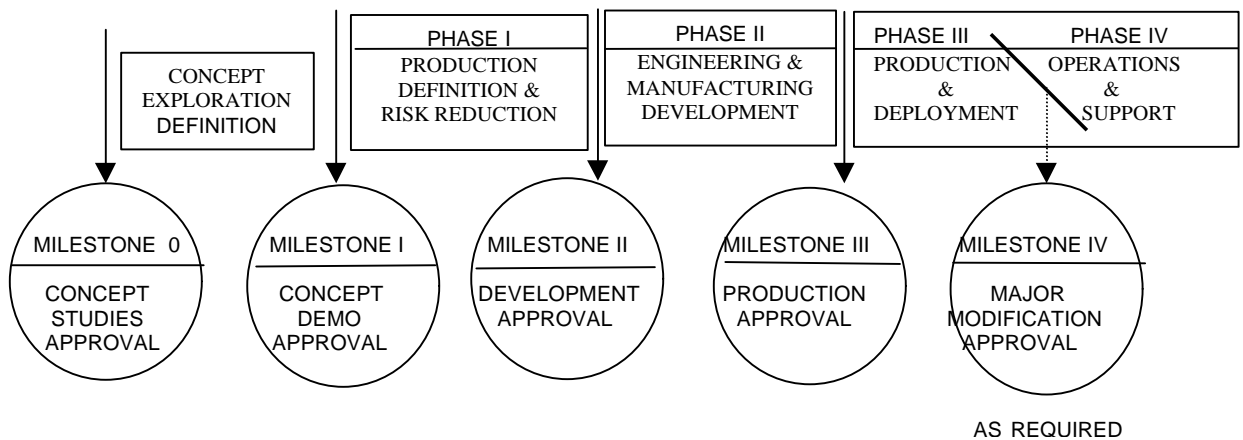 CONCEPT
EXPLORATION
DEFINITION
PHASE I
PRODUCTION
DEFINITION &
RISK REDUCTION
PHASE II
ENGINEERING &
MANUFACTURING
DEVELOPMENT
PHASE III
PRODUCTION
&
DEPLOYMENT
PHASE IV
OPERATIONS
&
SUPPORT
MILESTONE 0
CONCEPT
STUDIES
APPROVAL
MILESTONE I
CONCEPT
DEMO
APPROVAL
MILESTONE II
DEVELOPMENT
APPROVAL
MILESTONE III
PRODUCTION
APPROVAL
MILESTONE IV
MAJOR
MODIFICATION
APPROVAL
AS REQUIRED